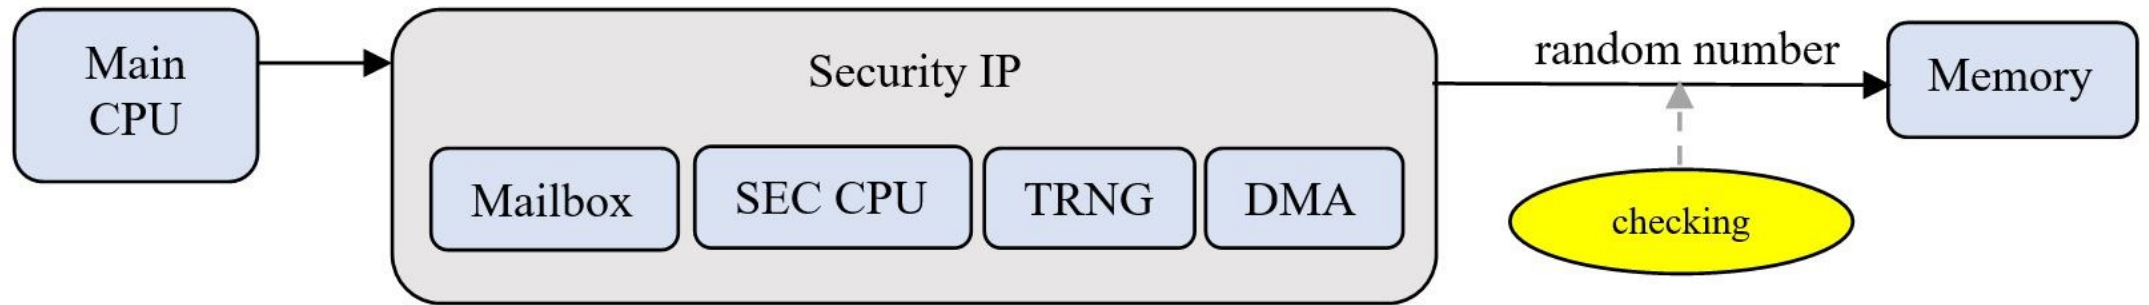 Main
CPU
Security IP
Mailbox
SEC CPU
TRNG
DMA
random number
checking
Memory